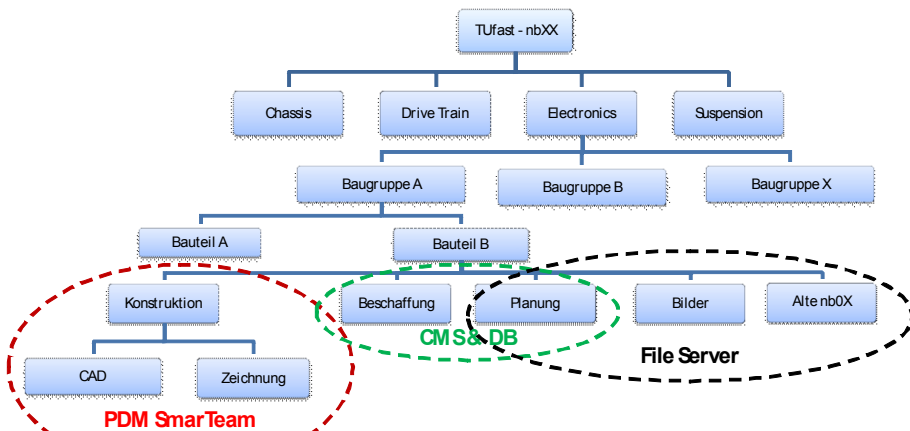 TUfast - nbXX
Chassis
Drive Train
Electronics
Suspension
Baugruppe A
Baugruppe B
Baugruppe X
Bauteil A
Bauteil B
Konstruktion
Beschaffung
Planung
Bilder
Alte nb0X
CMS & DB
File Server
CAD
Zeichnung
PDM SmarTeam